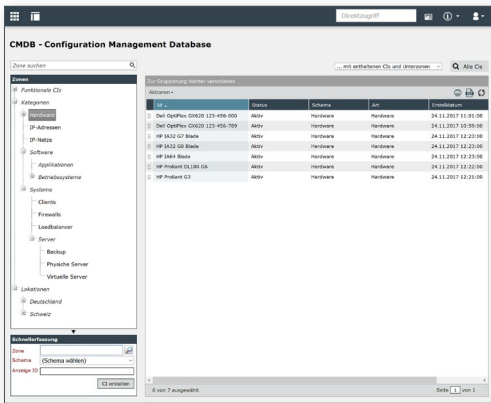 Direktzugriff
CMDB - Configuration Management Database
Zone suchen
... mit enthaltenen CIs und Unterzonen
Alle CIs
Zonen
Funktionale CIs
Kategorien
Hardware
IP-Adressen
IP-Netze
Software
Applikationen
Betriebssysteme
Systeme
Clients
Firewalls
Loadbalancer
Server
Backup
Physiche Server
Virtuelle Server
Lokationen
Deutschland
Schweiz
Zur Gruppierung hierher verschieben
Aktionen
Id Status Schema Art Erstelldatum
Dell OptiPlex GX620 123-456-000 Aktiv Hardware Hardware 24.11.2017 11:01:00
Dell OptiPlex GX620 123-456-789 Aktiv Hardware Hardware 24.11.2017 10:59:00
HP IA32 G7 Blade Aktiv Hardware Hardware 24.11.2017 12:23:00
HP IA32 G8 Blade Aktiv Hardware Hardware 24.11.2017 12:23:00
HP IA64 Blade Aktiv Hardware Hardware 24.11.2017 12:23:00
HP Proliant DL180 G6 Aktiv Hardware Hardware 24.11.2017 12:22:00
HP Proliant G3 Aktiv Hardware Hardware 24.11.2017 12:21:00
Schnellerfassung
Zone
Schema (Schema wählen)
Anzeige ID
CI erstellen
0 von 7 ausgewählt
Seite 1 von 1